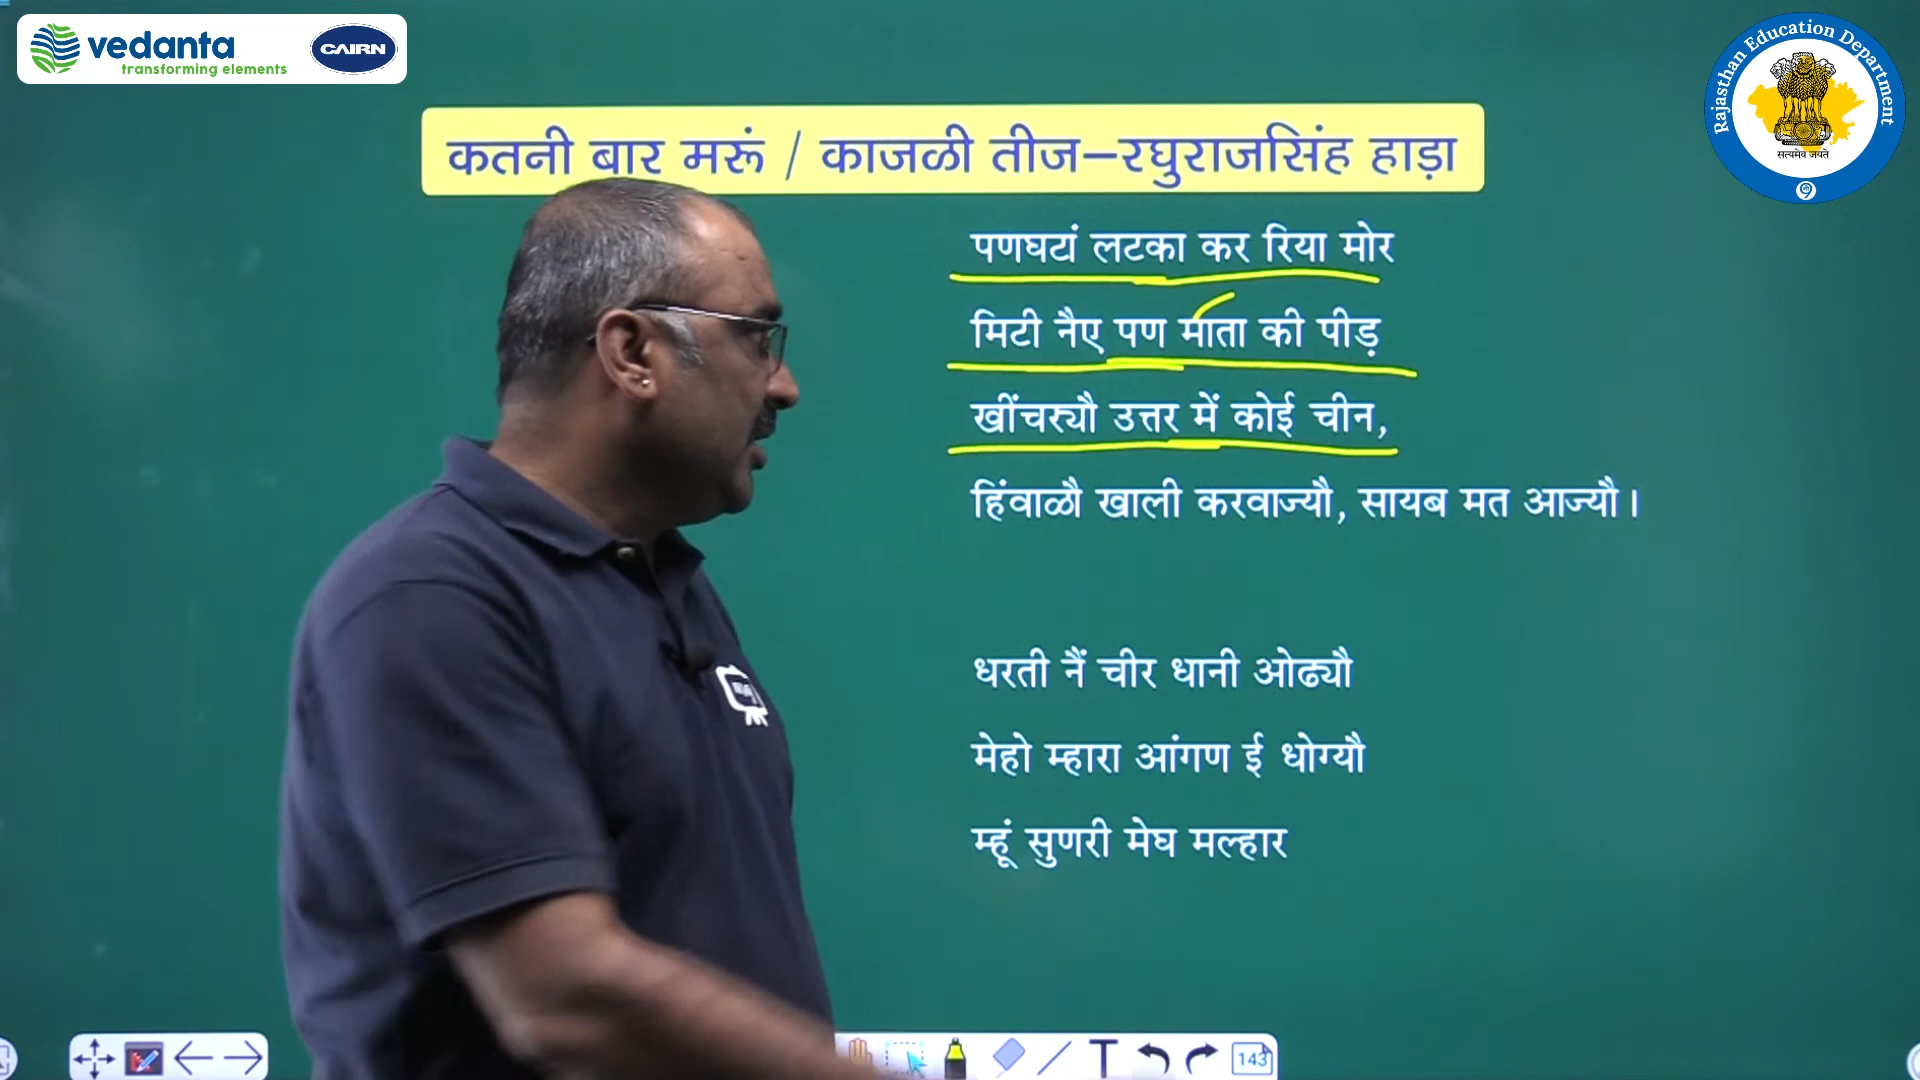 vedanta
transforming elements
CAIRN
Rajasthan Education Department
सत्यमेव जयते
कतनी बार मरूं / काजळी तीज–रघुराजसिंह हाड़ा
पणघटां लटका कर रिया मोर
मिटी नैए पण माता की पीड़
खींचरयौ उत्तर में कोई चीन,
हिंवाळौ खाली करवाज्यौ, सायब मत आज्यौ।
धरती नैं चीर धानी ओढ्यौ
मेहो म्हारा आंगण ई धोग्यौ
म्हूं सुणरी मेघ मल्हार
T
143